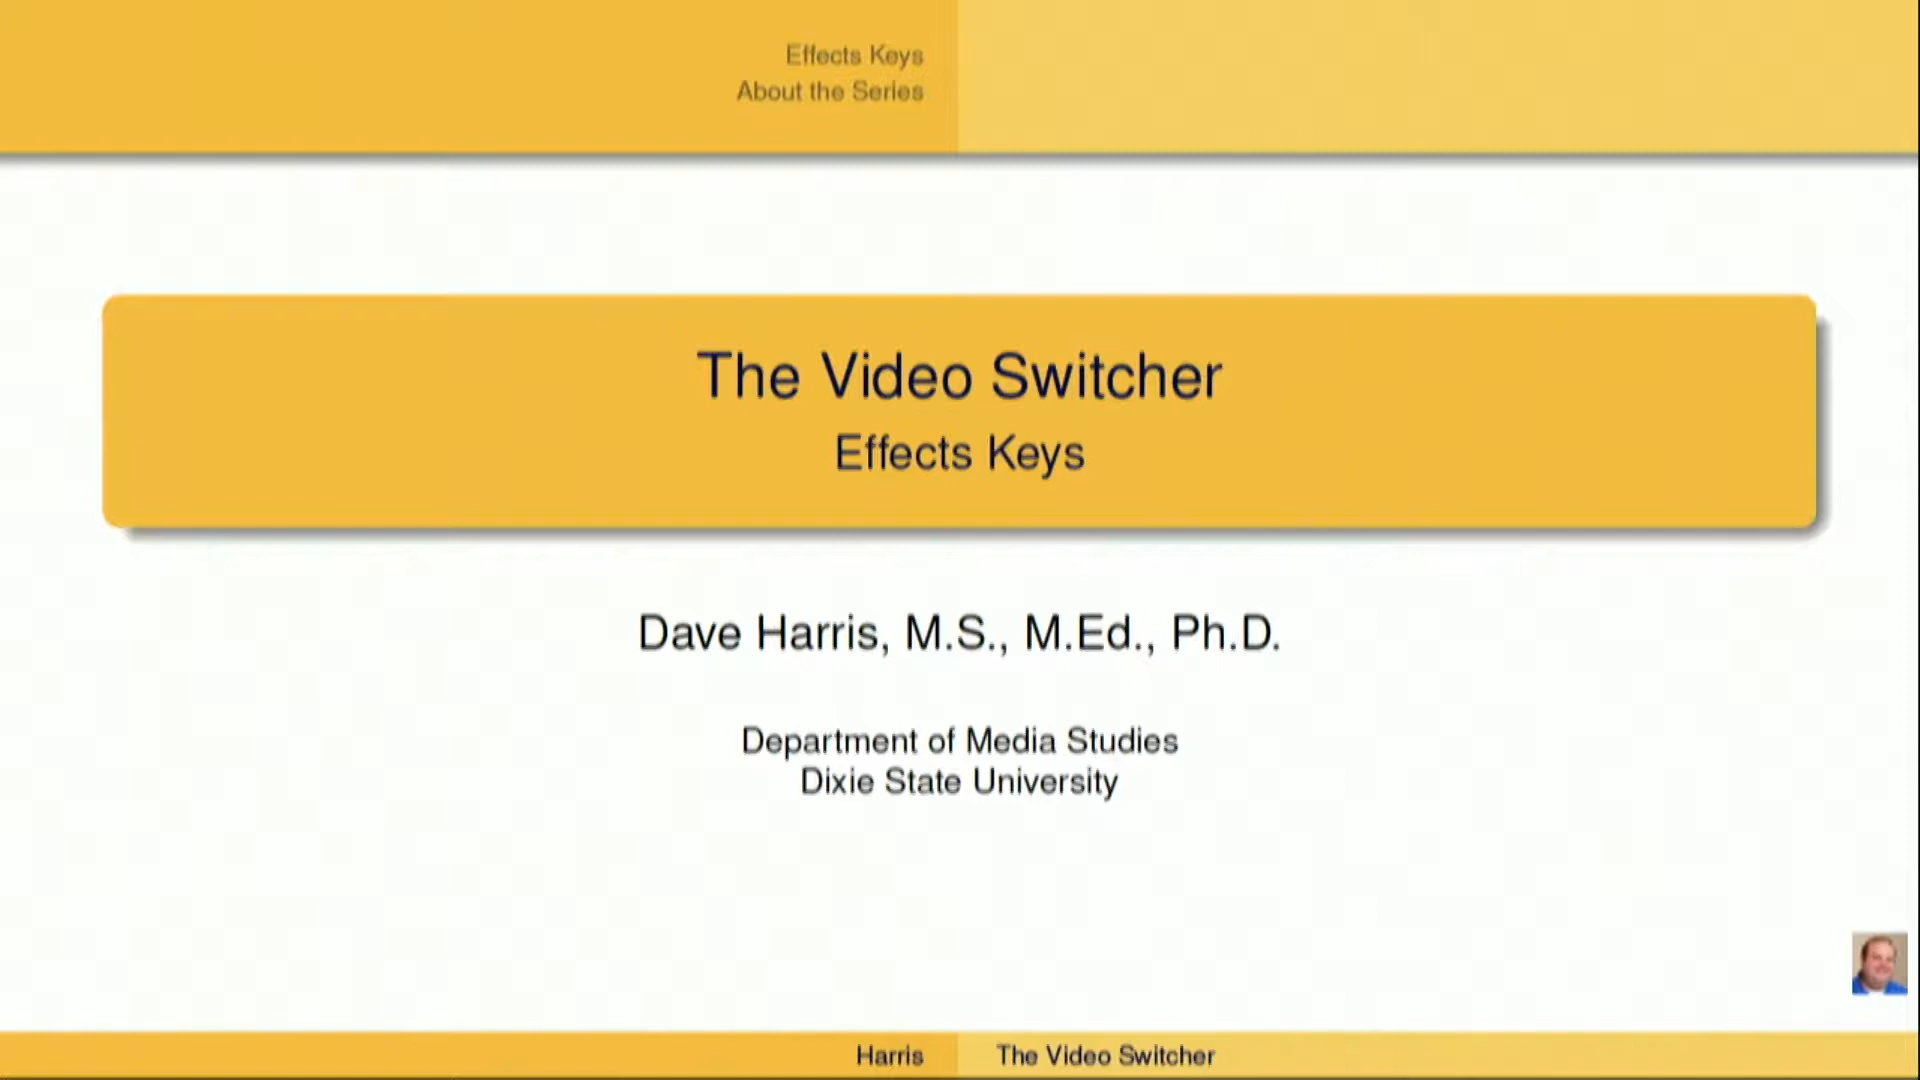 Effects Keys
About the Series
The Video Switcher
Effects Keys
Dave Harris, M.S., M.Ed., Ph.D.
Department of Media Studies
Dixie State University
Harris
The Video Switcher